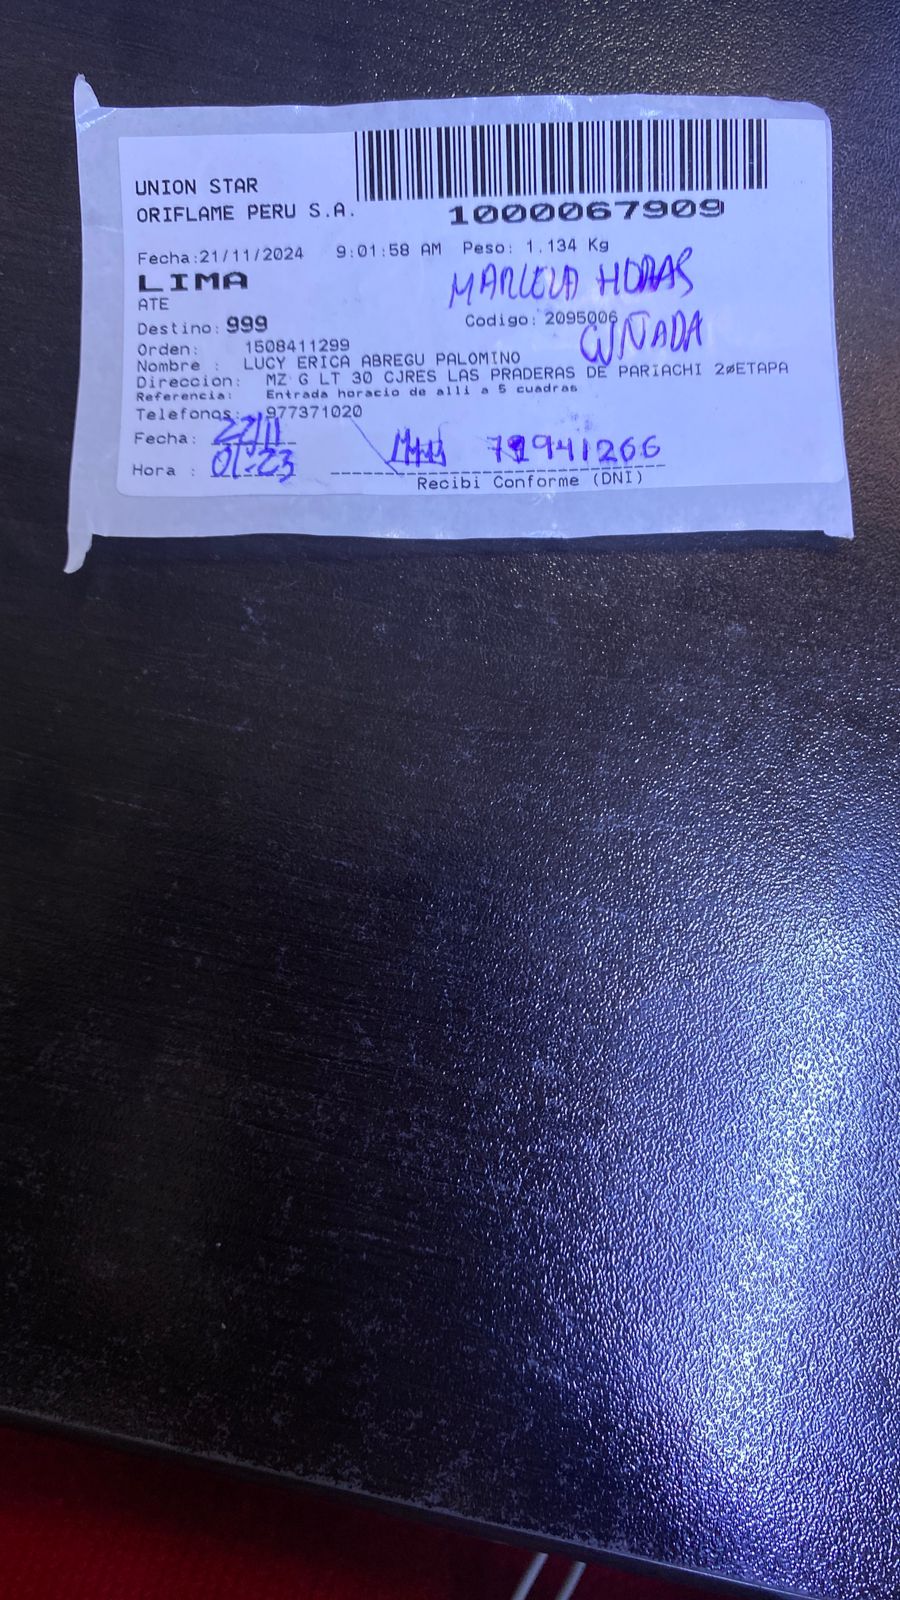 UNION STAR
ORIFLAME PERU S.A.
1000067909
Fecha:21/11/2024 9:01:58 AM Peso: 1.134 Kg
LIMA
ATE
Destino: 999 Codigo: 2095006
CUÑADA
Orden: 1508411299
Nombre : LUCY ERICA ABREGU PALOMINO
Direccion: MZ G LT 30 CJRES LAS PRADERAS DE PARIACHI 2øETAPA
Referencia: Entrada horacio de alli a 5 cuadras
Telefonos: 977371020
Fecha: 22/11
Hora : 01:23
Recibi Conforme (DNI)